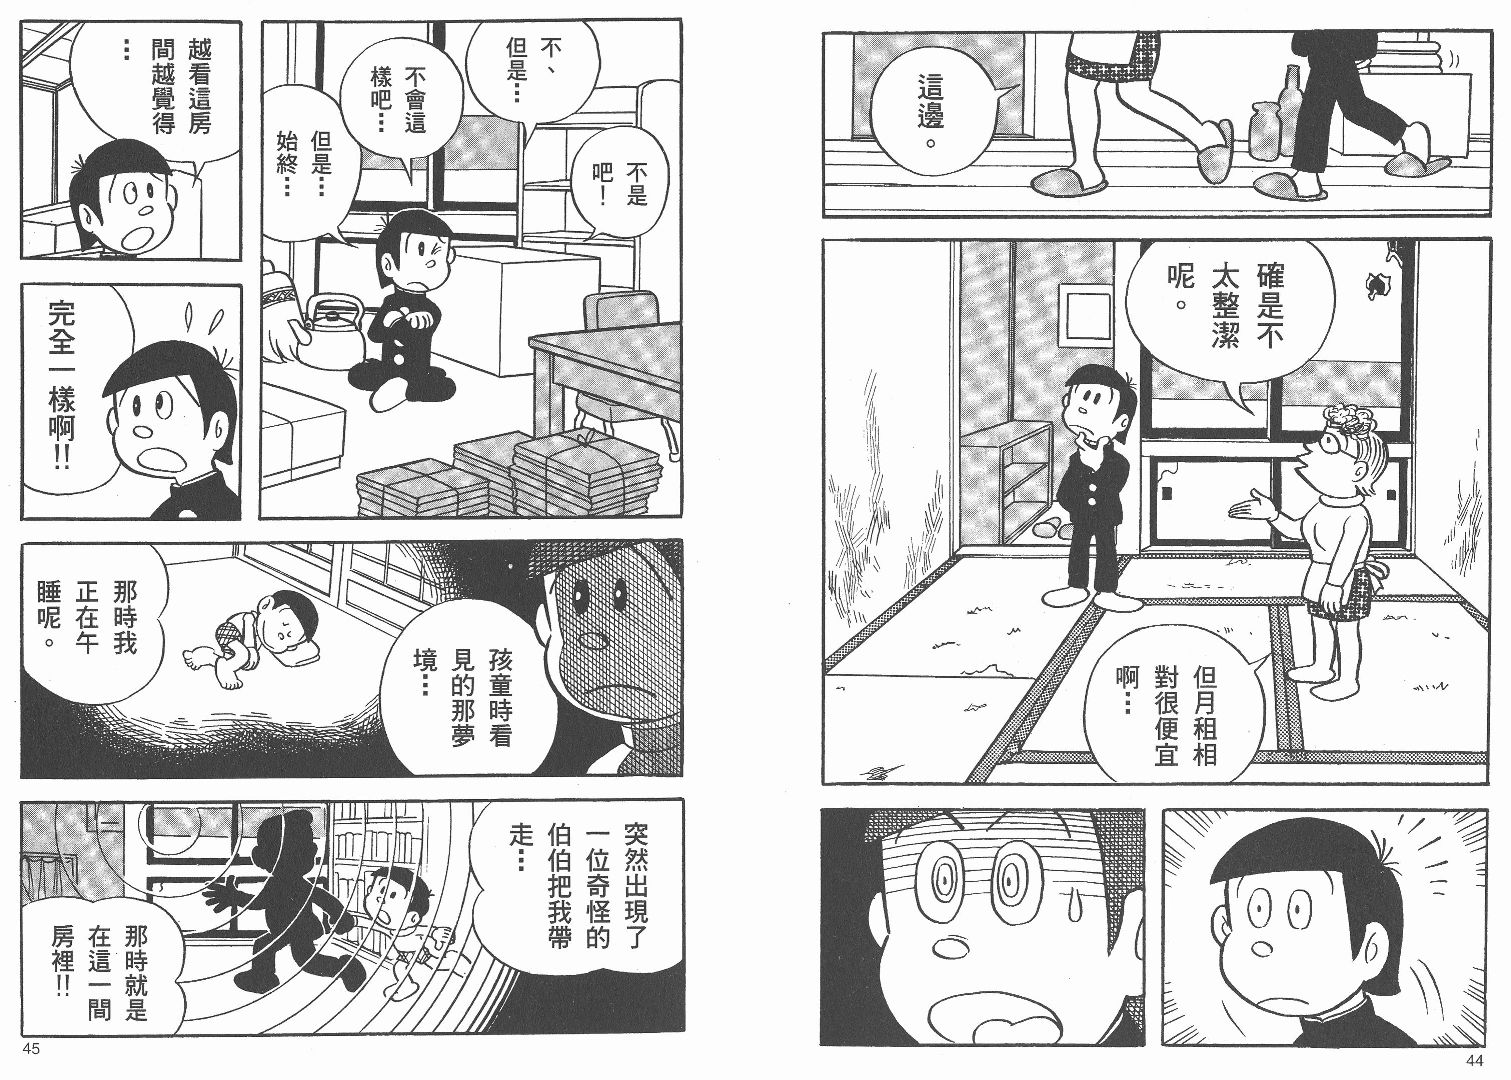 這邊。
確是不
太整潔
呢。
但月租相
對很便宜
啊…
44
不、
但是…
不是
吧！
不會這
樣吧…
但是…
始終…
越看這房
間越覺得
…
完全一樣啊!!
孩童時看
見的那夢
境…
那時我
正在午
睡呢。
突然出現了
一位奇怪的
伯伯把我帶
走…
那時就是
在這一間
房裡!!
45